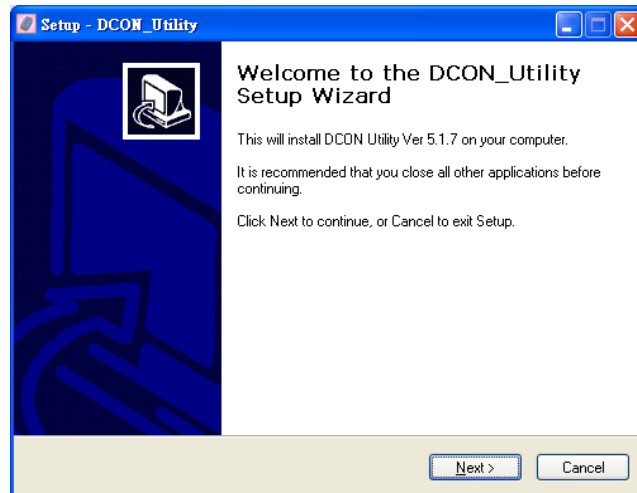 Setup - DCON_Utility
Welcome to the DCON_Utility
Setup Wizard
This will install DCON Utility Ver 5.1.7 on your computer.
It is recommended that you close all other applications before
continuing.
Click Next to continue, or Cancel to exit Setup.
Next >
Cancel